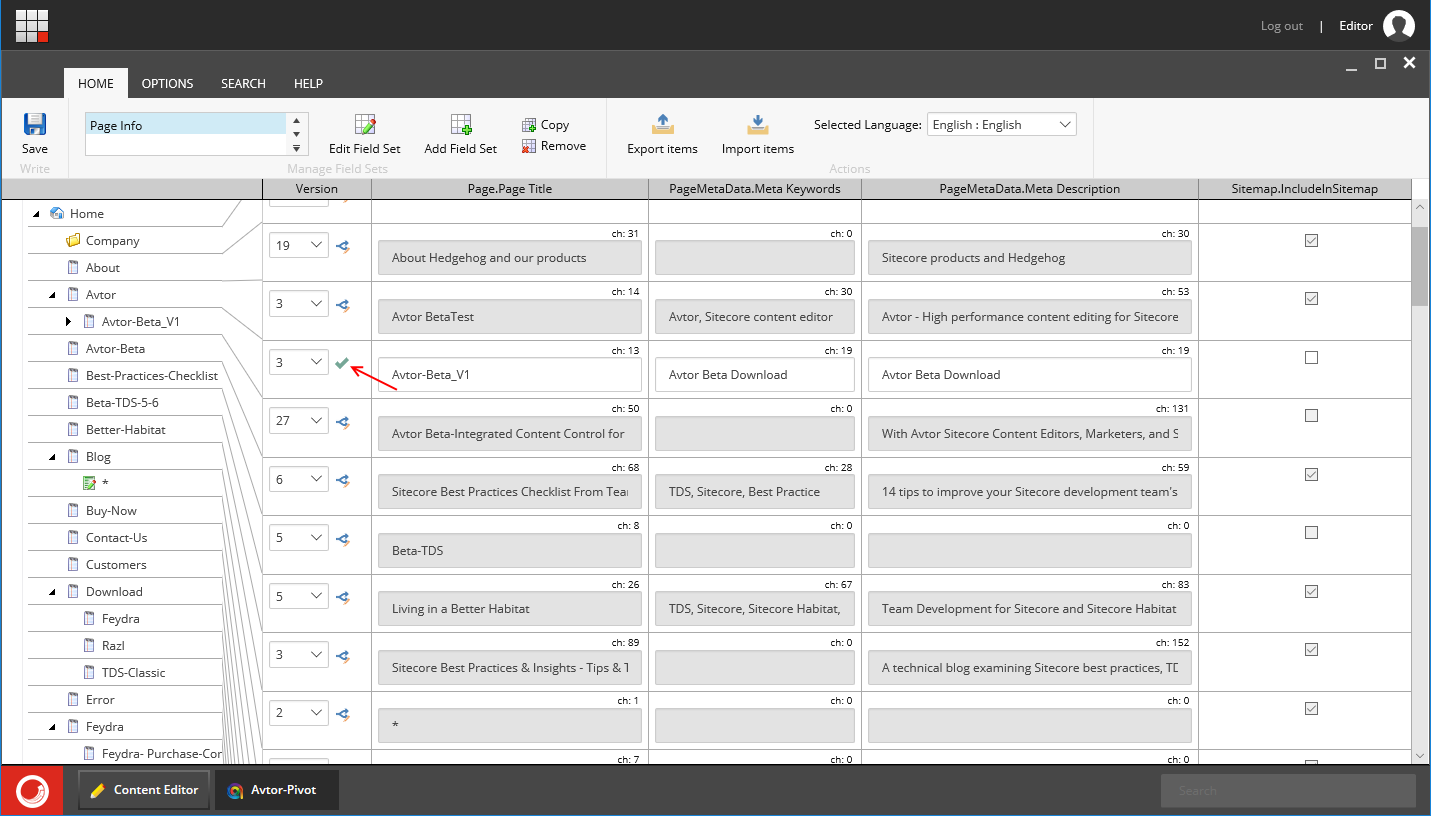 Log out | Editor
HOME OPTIONS SEARCH HELP
Page Info
Save
Write
Edit Field Set
Add Field Set
Copy
Remove
Manage Field Sets
Export items
Import items
Selected Language: English : English
Actions
Version Page.Page Title PageMetaData.Meta Keywords PageMetaData.Meta Description Sitemap.IncludeInSitemap
Home
Company
About
Avtor
Avtor-Beta_V1
Avtor-Beta
Best-Practices-Checklist
Beta-TDS-5-6
Better-Habitat
Blog
*
Buy-Now
Contact-Us
Customers
Download
Feydra
Razl
TDS-Classic
Error
Feydra
Feydra- Purchase-Cor
ch: 31 ch: 0 ch: 30
19 About Hedgehog and our products Sitecore products and Hedgehog
ch: 14 ch: 30 ch: 53
3 Avtor BetaTest Avtor, Sitecore content editor Avtor - High performance content editing for Sitecore
ch: 13 ch: 19 ch: 19
3 Avtor-Beta_V1 Avtor Beta Download Avtor Beta Download
ch: 50 ch: 0 ch: 131
27 Avtor Beta-Integrated Content Control for With Avtor Sitecore Content Editors, Marketers, and S
ch: 68 ch: 28 ch: 59
6 Sitecore Best Practices Checklist From Tear TDS, Sitecore, Best Practice 14 tips to improve your Sitecore development team's
ch: 8 ch: 0 ch: 0
5 Beta-TDS
ch: 26 ch: 67 ch: 83
5 Living in a Better Habitat TDS, Sitecore, Sitecore Habitat, Team Development for Sitecore and Sitecore Habitat
ch: 89 ch: 0 ch: 152
3 Sitecore Best Practices & Insights - Tips & T A technical blog examining Sitecore best practices, TD
ch: 1 ch: 0 ch: 0
2 *
ch: 7 ch: 0 ch: 0
Content Editor Avtor-Pivot Search